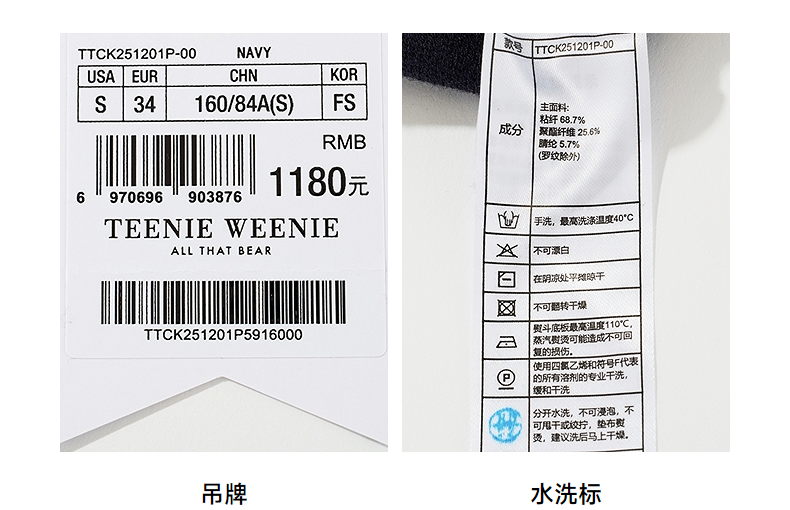 TTCK251201P-00 NAVY
USA EUR CHN KOR
S 34 160/84A(S) FS
RMB
1180元
6 970696 903876
TEENIE WEENIE
ALL THAT BEAR
TTCK251201P5916000
吊牌
款号 TTCK251201P-00
成分
主面料:
粘纤 68.7%
聚酯纤维 25.6%
腈纶 5.7%
(罗纹除外)
手洗，最高洗涤温度40°C
不可漂白
在阴凉处平摊晾干
不可翻转干燥
熨斗底板最高温度110℃，
蒸汽熨烫可能造成不可回
复的损伤。
使用四氯乙烯和符号F代表
的所有溶剂的专业干洗，
缓和干洗
P
分开水洗，不可浸泡，不
可甩干或绞拧，垫布熨
烫，建议洗后马上干燥。
水洗标